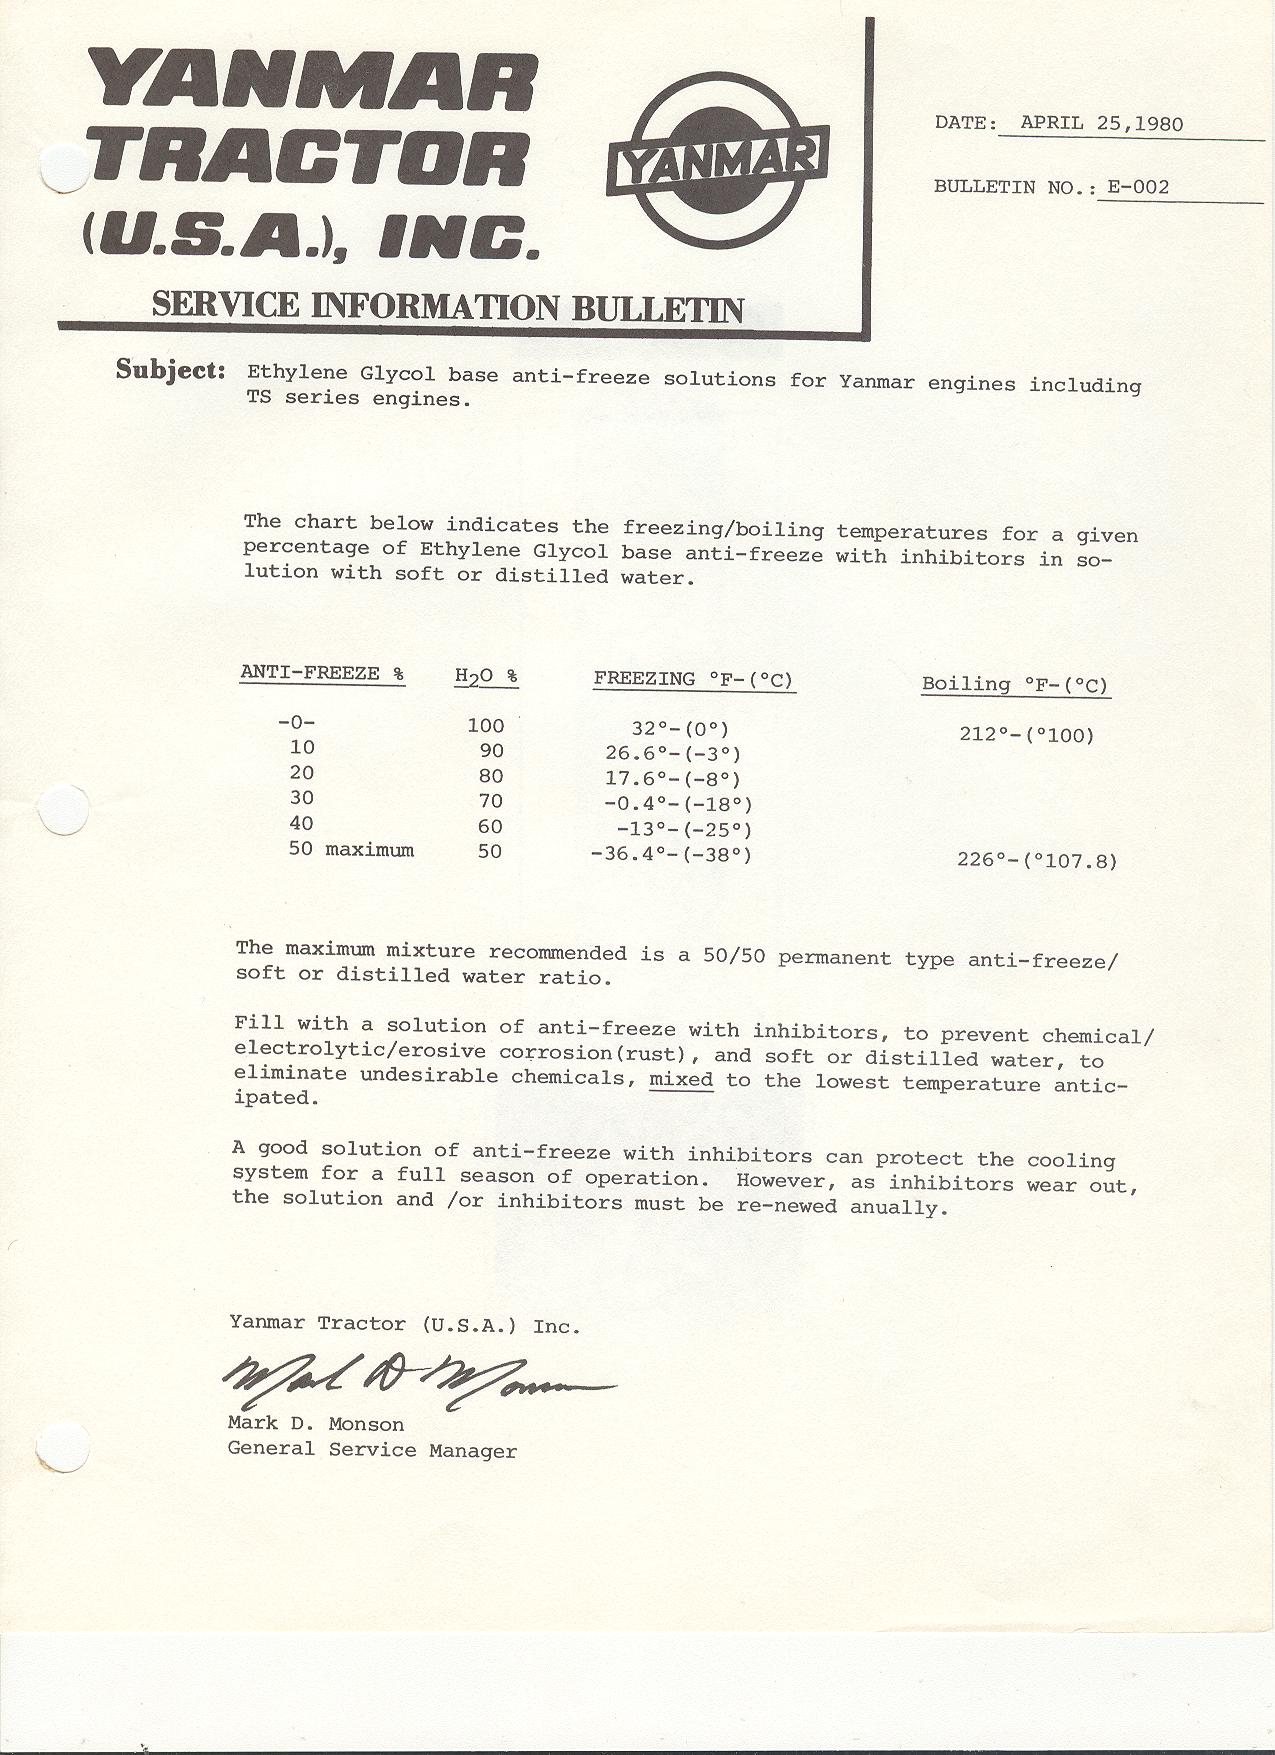 YANMAR
TRACTOR
(U.S.A.), INC.
YANMAR
SERVICE INFORMATION BULLETIN
DATE: APRIL 25,1980
BULLETIN NO.: E-002
Subject: Ethylene Glycol base anti-freeze solutions for Yanmar engines including
TS series engines.
The chart below indicates the freezing/boiling temperatures for a given
percentage of Ethylene Glycol base anti-freeze with inhibitors in so-
lution with soft or distilled water.
ANTI-FREEZE % H2O % FREEZING °F-(°C) Boiling °F-(°C)
-0- 100 32°-(0°) 212°-(°100)
10 90 26.6°-(-3°)
20 80 17.6°-(-8°)
30 70 -0.4°-(-18°)
40 60 -13°-(-25°)
50 maximum 50 -36.4°-(-38°) 226°-(°107.8)
The maximum mixture recommended is a 50/50 permanent type anti-freeze/
soft or distilled water ratio.
Fill with a solution of anti-freeze with inhibitors, to prevent chemical/
electrolytic/erosive corrosion(rust), and soft or distilled water, to
eliminate undesirable chemicals, mixed to the lowest temperature antic-
ipated.
A good solution of anti-freeze with inhibitors can protect the cooling
system for a full season of operation. However, as inhibitors wear out,
the solution and /or inhibitors must be re-newed anually.
Yanmar Tractor (U.S.A.) Inc.
Mark D Monson
Mark D. Monson
General Service Manager